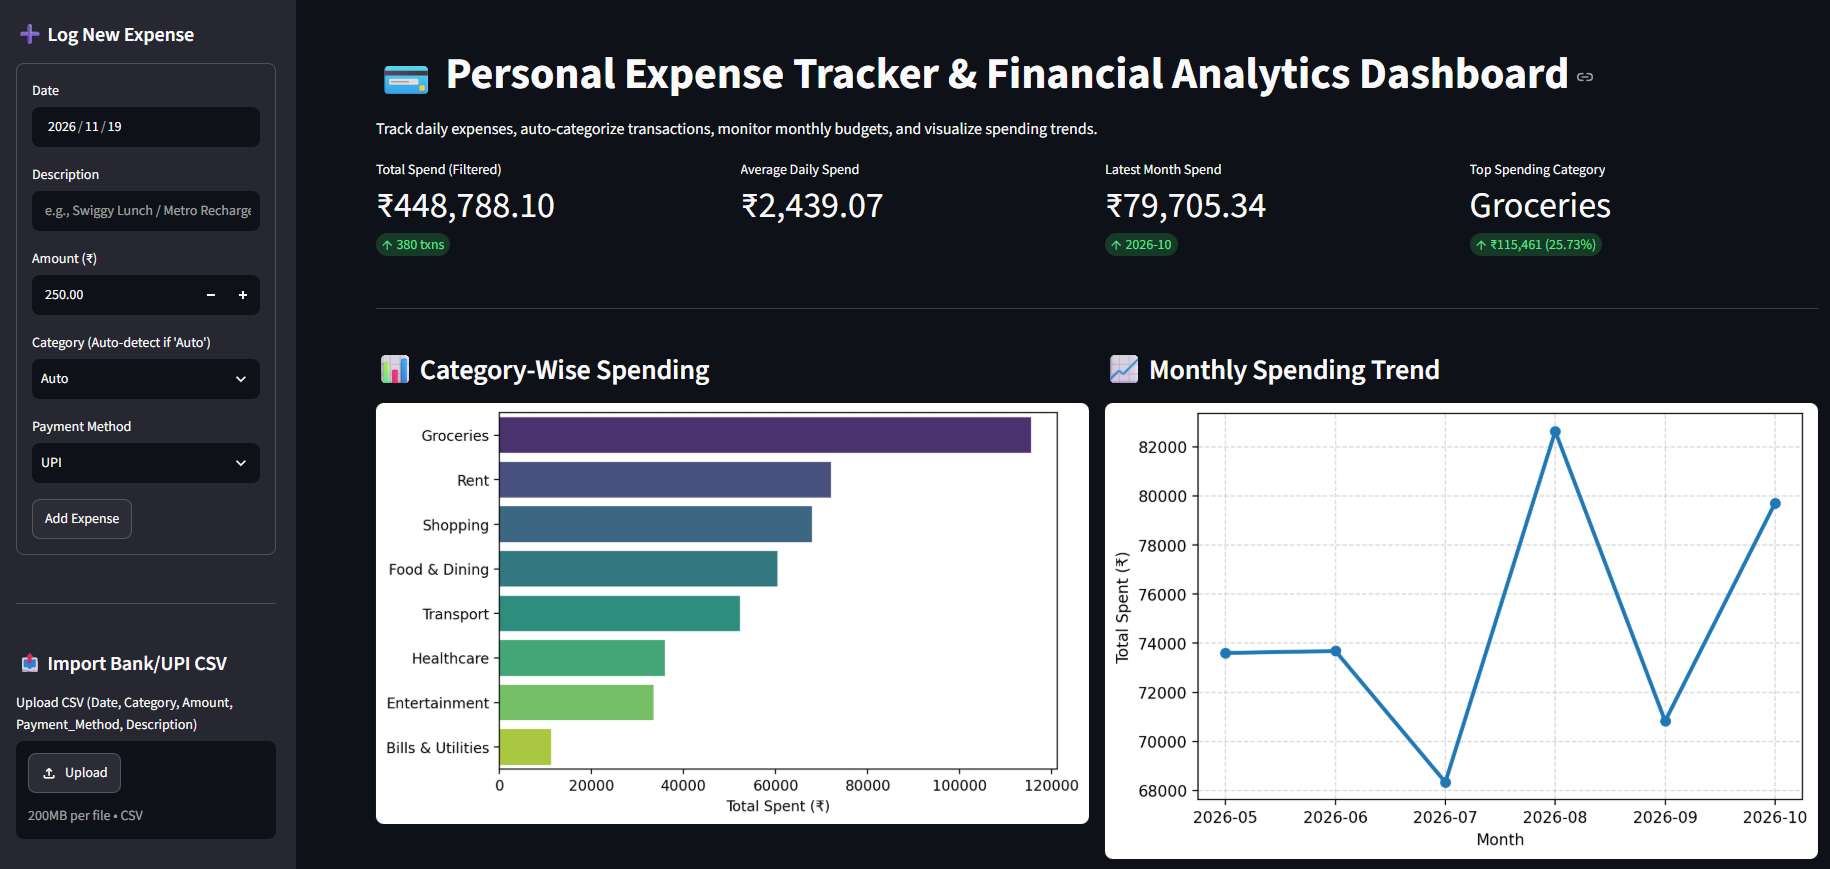 Log New Expense
Date
2026/11/19
Description
e.g., Swiggy Lunch / Metro Recharge
Amount (₹)
250.00
Category (Auto-detect if 'Auto')
Auto
Payment Method
UPI
Add Expense
Import Bank/UPI CSV
Upload CSV (Date, Category, Amount,
Payment_Method, Description)
Upload
200MB per file • CSV
Personal Expense Tracker & Financial Analytics Dashboard
Track daily expenses, auto-categorize transactions, monitor monthly budgets, and visualize spending trends.
Total Spend (Filtered)
₹448,788.10
↑ 380 txns
Average Daily Spend
₹2,439.07
Latest Month Spend
₹79,705.34
↑ 2026-10
Top Spending Category
Groceries
↑ ₹115,461 (25.73%)
Category-Wise Spending
Groceries
Rent
Shopping
Food & Dining
Transport
Healthcare
Entertainment
Bills & Utilities
0 20000 40000 60000 80000 100000 120000
Total Spent (₹)
Monthly Spending Trend
82000
80000
78000
76000
74000
72000
70000
68000
Total Spent (₹)
2026-05 2026-06 2026-07 2026-08 2026-09 2026-10
Month